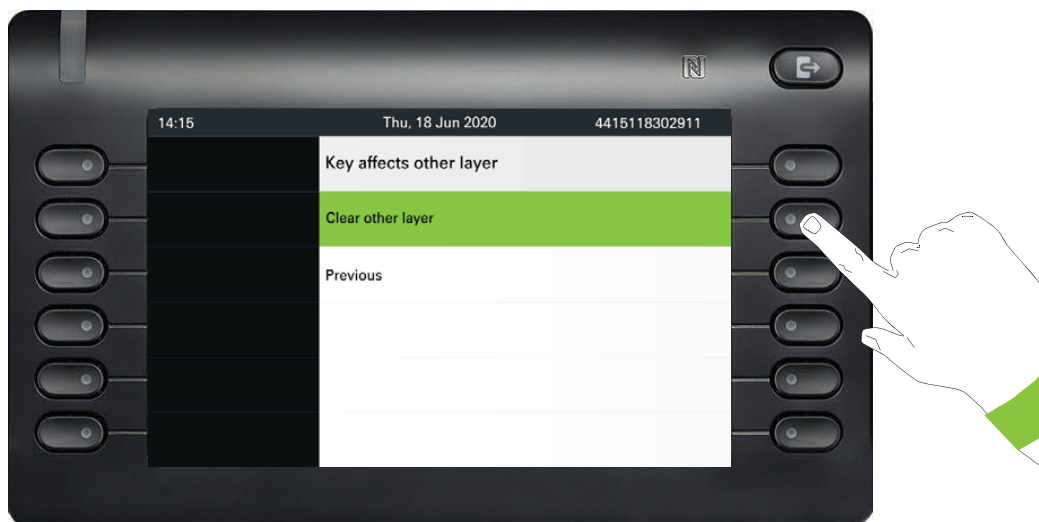 14:15 Thu, 18 Jun 2020 4415118302911
Key affects other layer
Clear other layer
Previous